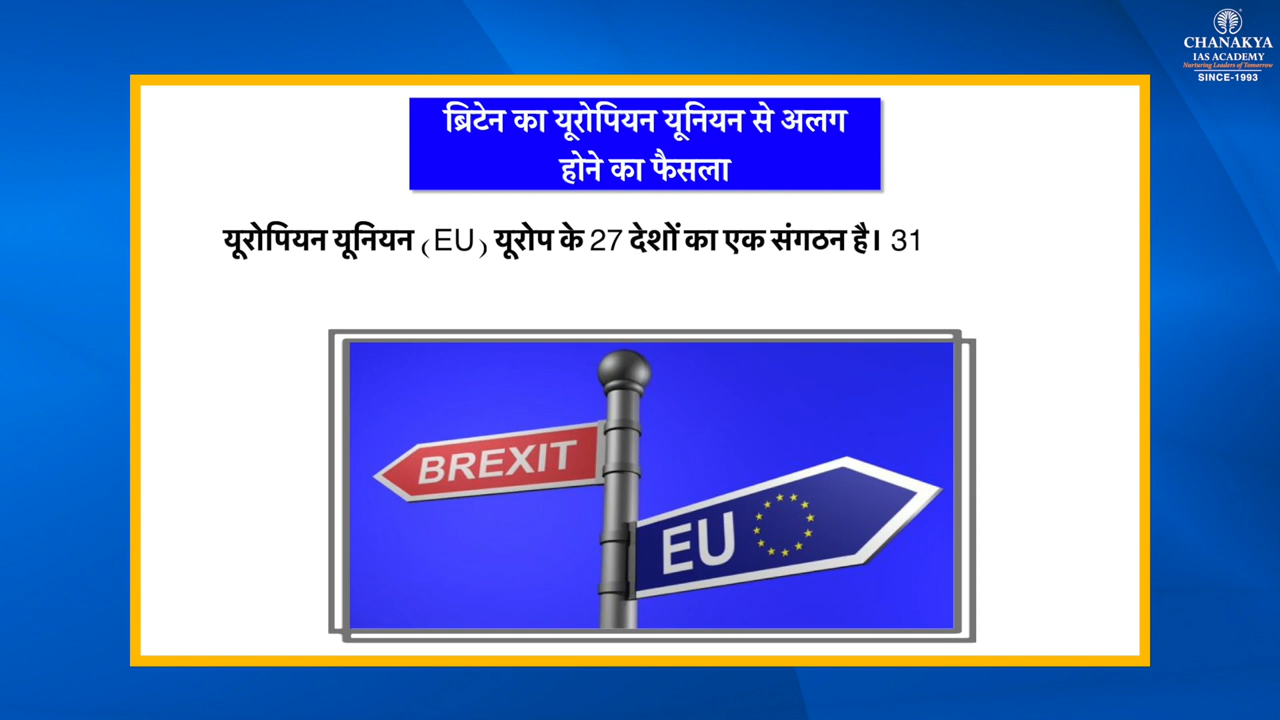 CHANAKYA
IAS ACADEMY
Nurturing Leaders of Tomorrow
SINCE-1993
ब्रिटेन का यूरोपियन यूनियन से अलग
होने का फैसला
यूरोपियन यूनियन (EU) यूरोप के 27 देशों का एक संगठन है। 31
BREXIT
EU